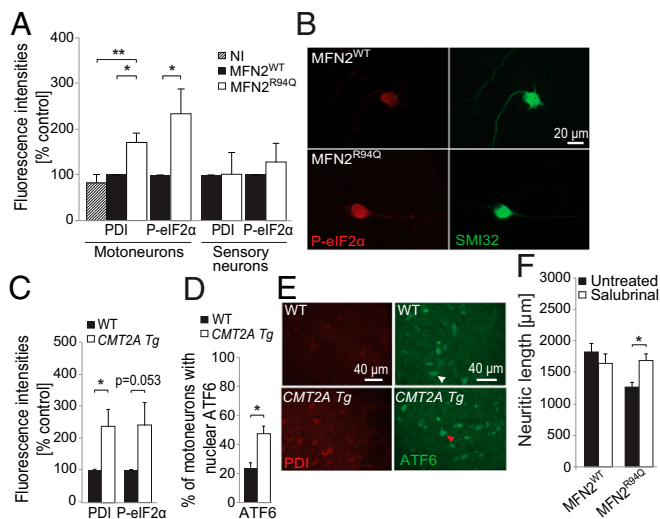 A
Fluorescence intensities
[% control]
400
300
200
100
0
**
*
*
NI
MFN2WT
MFN2R94Q
PDI P-eIF2α PDI P-eIF2α
Motoneurons Sensory
neurons
B
MFN2WT
20 µm
MFN2R94Q
P-eIF2α SMI32
C
WT
CMT2A Tg
Fluorescence intensities
[% control]
500
400
300
200
100
0
*
p=0.053
PDI P-eIF2α
D
WT
CMT2A Tg
% of motoneurons with
nuclear ATF6
100
80
60
40
20
0
*
ATF6
E
WT WT
40 µm 40 µm
CMT2A Tg CMT2A Tg
PDI ATF6
F
Untreated
Salubrinal
Neuritic length [µm]
3000
2500
2000
1500
1000
500
0
*
MFN2WT
MFN2R94Q